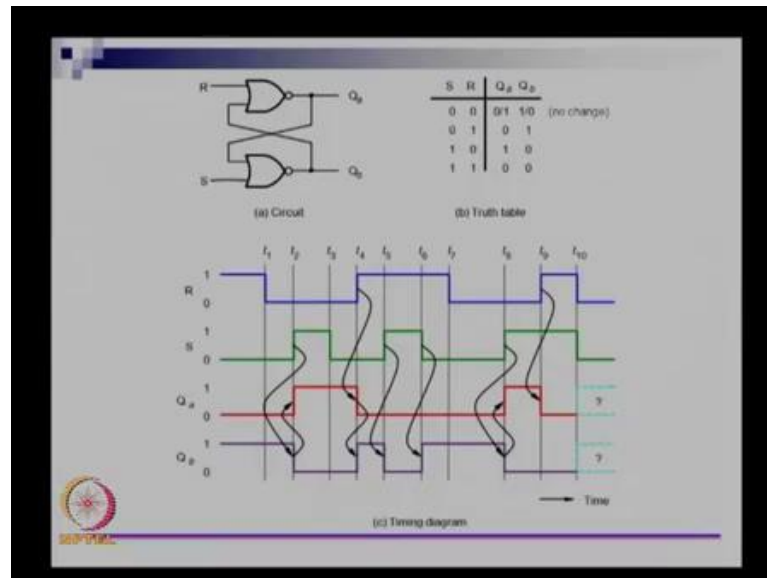 R
Qa
S
Qb
(a) Circuit
S R Qa Qb
0 0 0/1 1/0 (no change)
0 1 0 1
1 0 1 0
1 1 0 0
(b) Truth table
t1 t2 t3 t4 t5 t6 t7 t8 t9 t10
R 1 0
S 1 0
Qa 1 0 ?
Qb 1 0 ?
Time
(c) Timing diagram
NPTEL